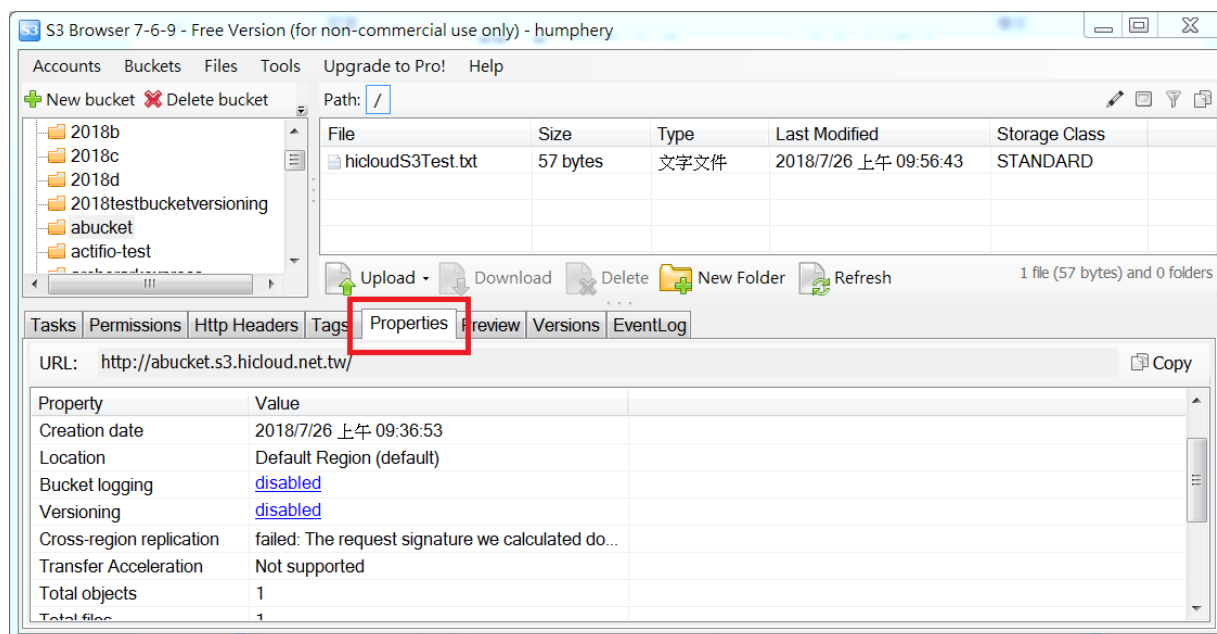 S3 Browser 7-6-9 - Free Version (for non-commercial use only) - humphery
Accounts Buckets Files Tools Upgrade to Pro! Help
New bucket Delete bucket
Path: /
2018b
2018c
2018d
2018testbucketversioning
abucket
actifio-test
File Size Type Last Modified Storage Class
hicloudS3Test.txt 57 bytes 文字文件 2018/7/26 上午 09:56:43 STANDARD
Upload Download Delete New Folder Refresh 1 file (57 bytes) and 0 folders
Tasks Permissions Http Headers Tags Properties Preview Versions EventLog
URL: http://abucket.s3.hicloud.net.tw/ Copy
Property Value
Creation date 2018/7/26 上午 09:36:53
Location Default Region (default)
Bucket logging disabled
Versioning disabled
Cross-region replication failed: The request signature we calculated do...
Transfer Acceleration Not supported
Total objects 1
Total files 1